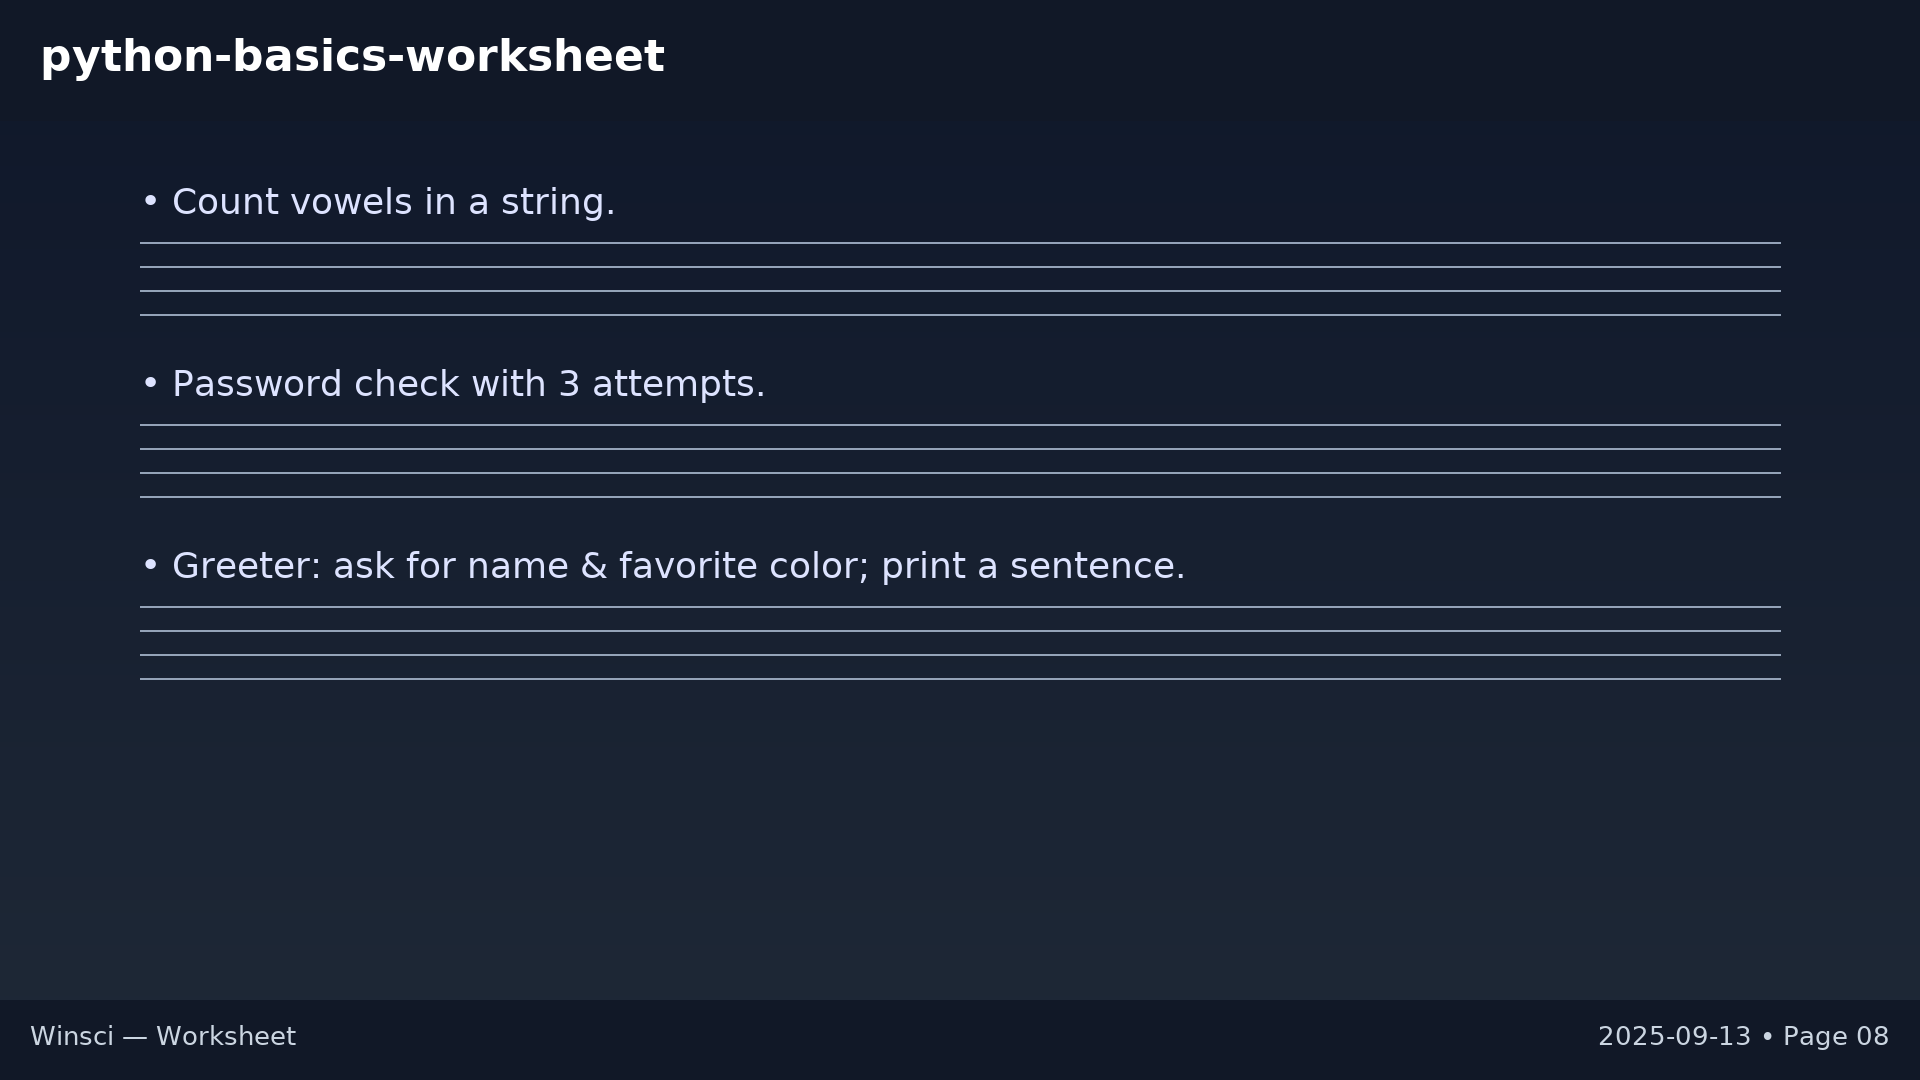 python-basics-worksheet
• Count vowels in a string.
• Password check with 3 attempts.
• Greeter: ask for name & favorite color; print a sentence.
Winsci — Worksheet
2025-09-13 • Page 08